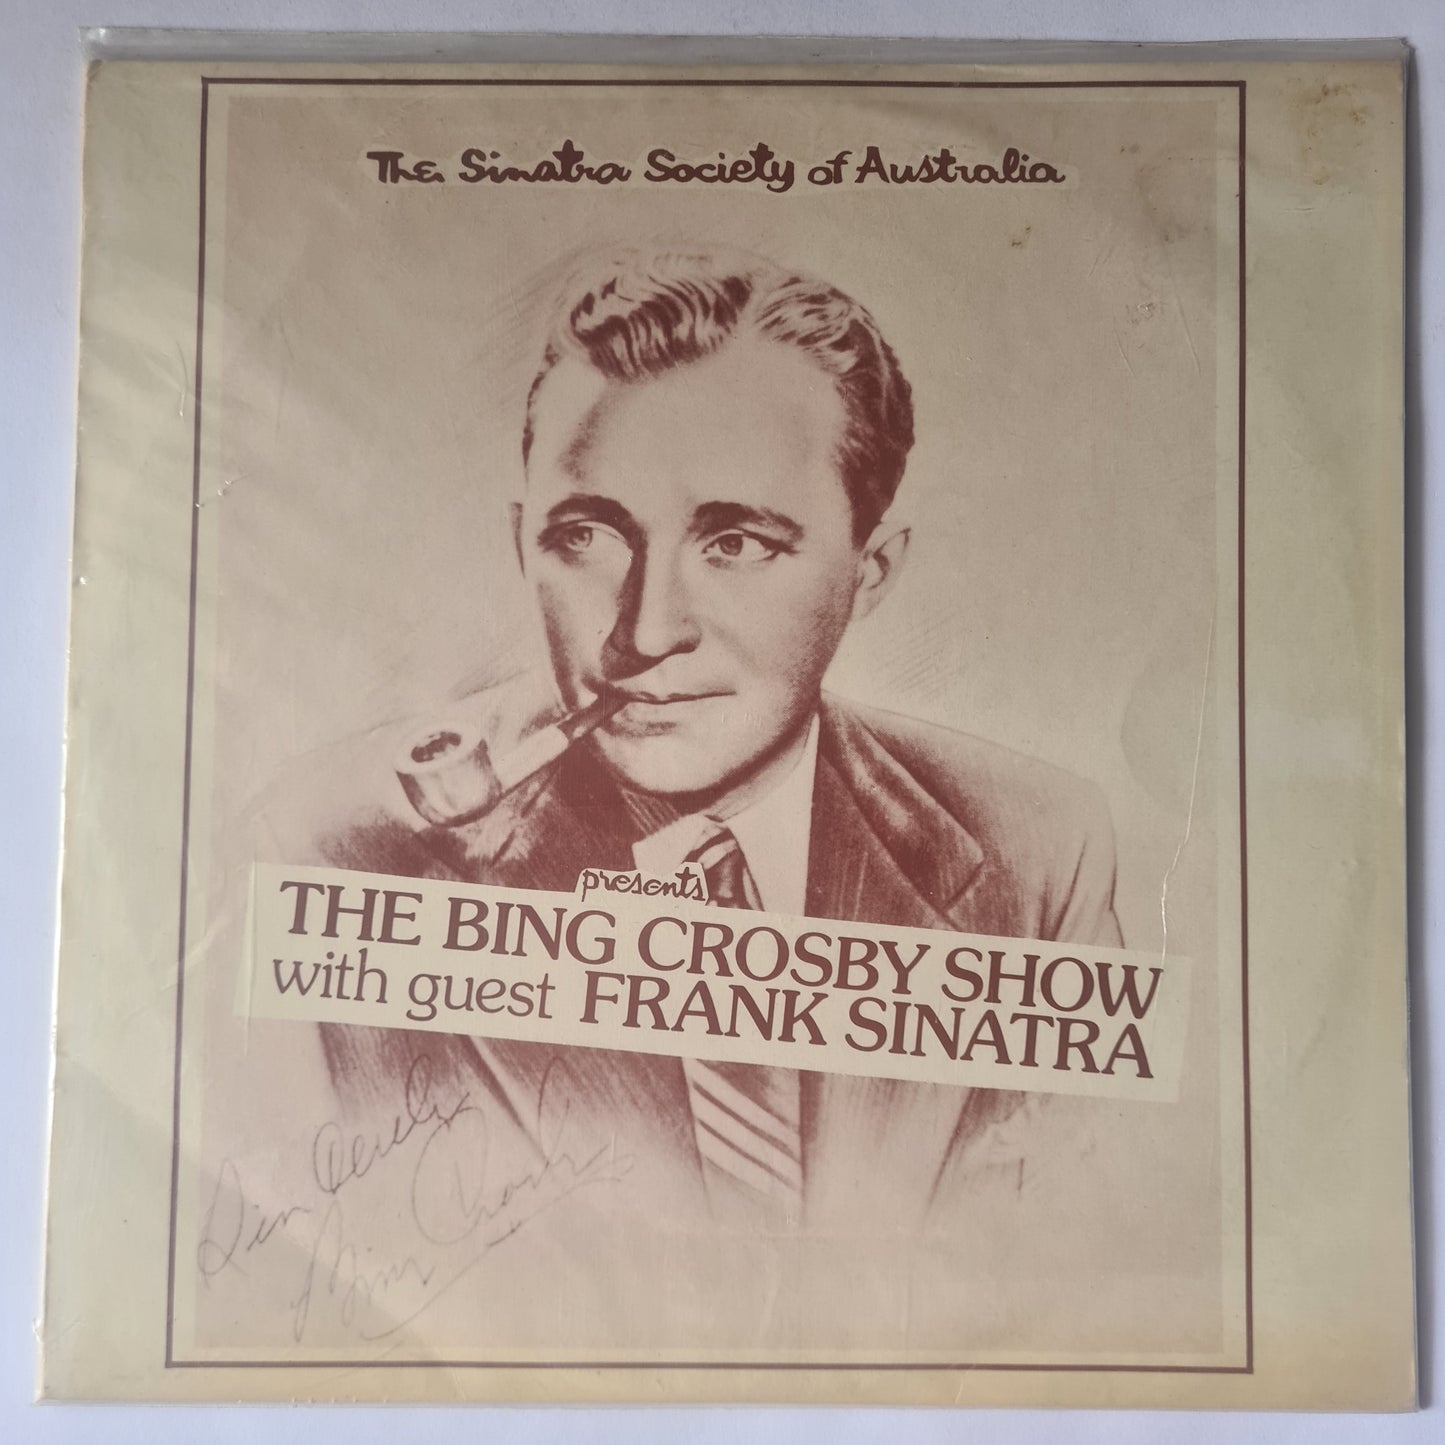 The Sinatra Society of Australia
presents
THE BING CROSBY SHOW
with guest FRANK SINATRA
Sincerely
Bing Crosby